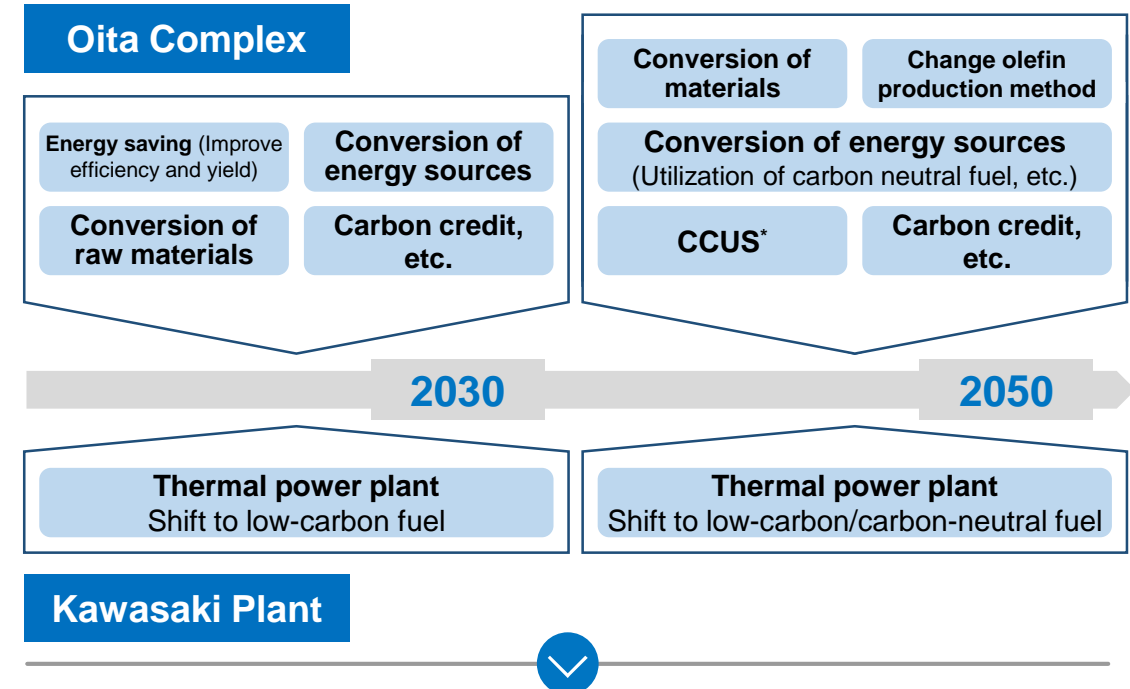 Oita Complex
Energy saving (Improve
efficiency and yield)
Conversion of
energy sources
Conversion of
raw materials
Carbon credit,
etc.
Conversion of
materials
Change olefin
production method
Conversion of energy sources
(Utilization of carbon neutral fuel, etc.)
CCUS*
Carbon credit,
etc.
2030
2050
Thermal power plant
Shift to low-carbon fuel
Thermal power plant
Shift to low-carbon/carbon-neutral fuel
Kawasaki Plant